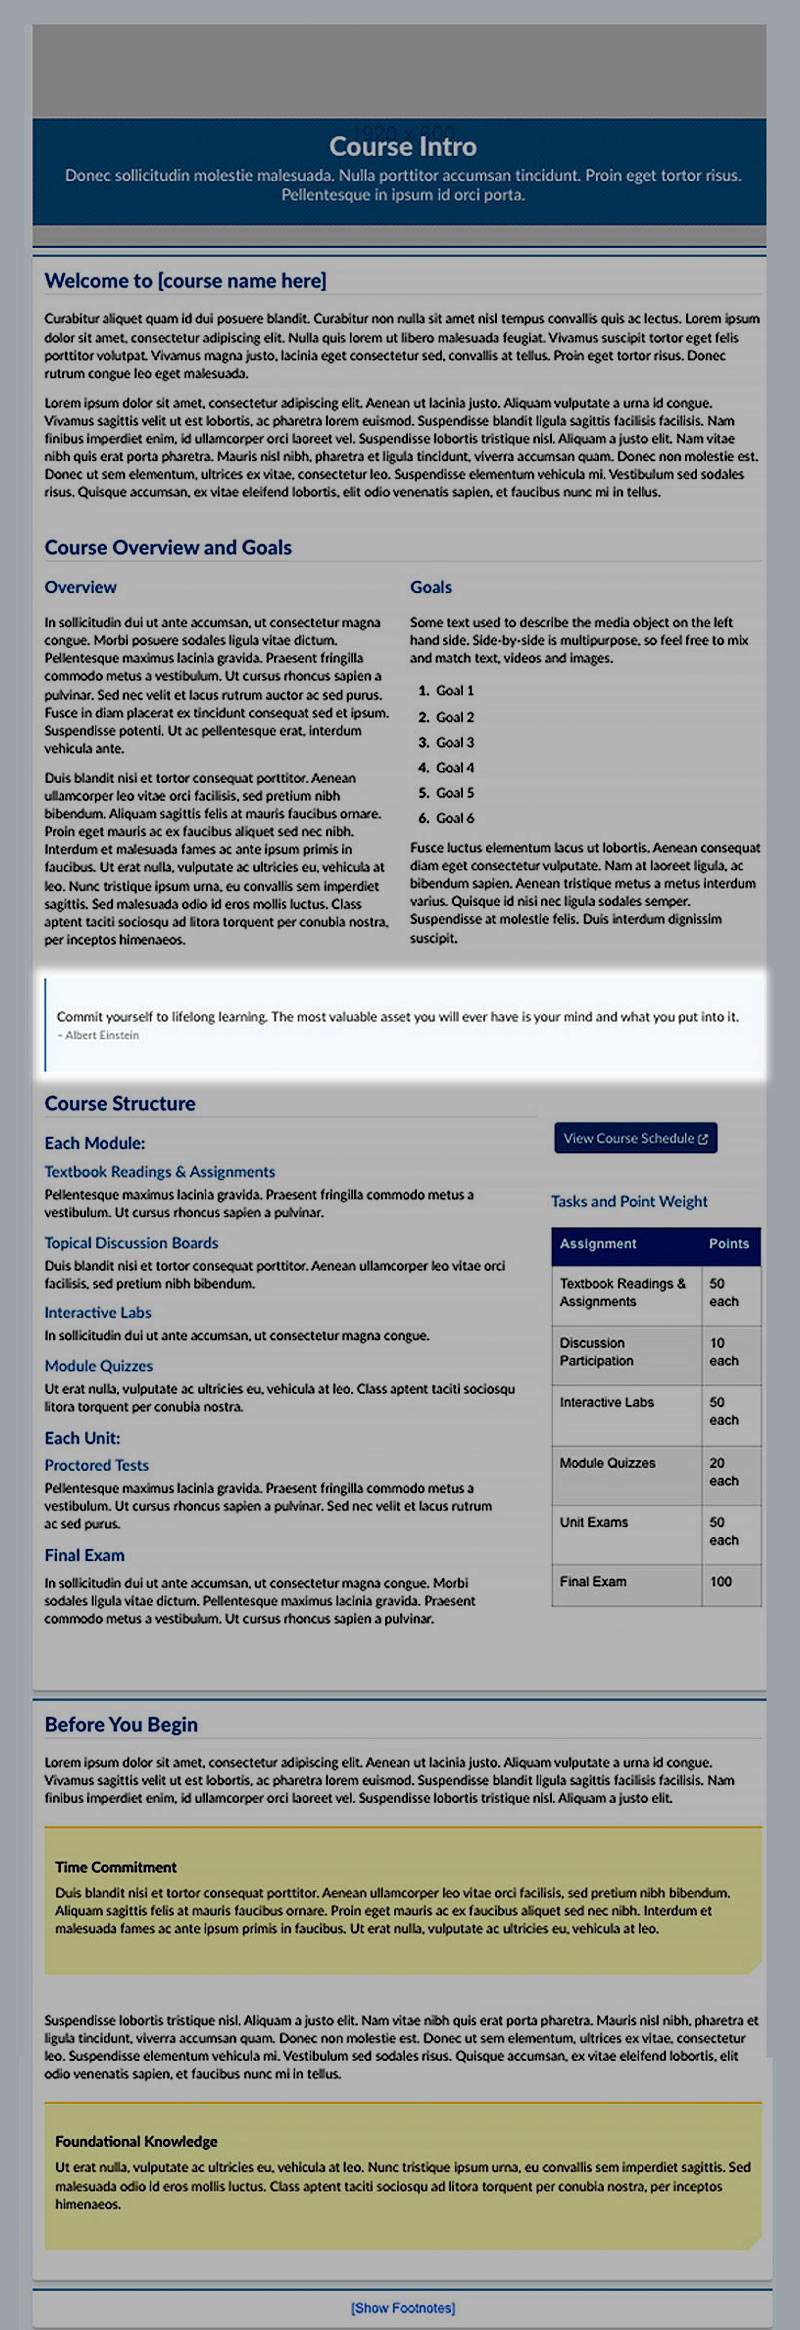 1920 x 500
Course Intro
Donec sollicitudin molestie malesuada. Nulla porttitor accumsan tincidunt. Proin eget tortor risus.
Pellentesque in ipsum id orci porta.
Welcome to [course name here]
Curabitur aliquet quam id dui posuere blandit. Curabitur non nulla sit amet nisl tempus convallis quis ac lectus. Lorem ipsum
dolor sit amet, consectetur adipiscing elit. Nulla quis lorem ut libero malesuada feugiat. Vivamus suscipit tortor eget felis
porttitor volutpat. Vivamus magna justo, lacinia eget consectetur sed, convallis at tellus. Proin eget tortor risus. Donec
rutrum congue leo eget malesuada.
Lorem ipsum dolor sit amet, consectetur adipiscing elit. Aenean ut lacinia justo. Aliquam vulputate a urna id congue.
Vivamus sagittis velit ut est lobortis, ac pharetra lorem euismod. Suspendisse blandit ligula sagittis facilisis facilisis. Nam
finibus imperdiet enim, id ullamcorper orci laoreet vel. Suspendisse lobortis tristique nisl. Aliquam a justo elit. Nam vitae
nibh quis erat porta pharetra. Mauris nisl nibh, pharetra et ligula tincidunt, viverra accumsan quam. Donec non molestie est.
Donec ut sem elementum, ultrices ex vitae, consectetur leo. Suspendisse elementum vehicula mi. Vestibulum sed sodales
risus. Quisque accumsan, ex vitae eleifend lobortis, elit odio venenatis sapien, et faucibus nunc mi in tellus.
Course Overview and Goals
Overview
In sollicitudin dui ut ante accumsan, ut consectetur magna
congue. Morbi posuere sodales ligula vitae dictum.
Pellentesque maximus lacinia gravida. Praesent fringilla
commodo metus a vestibulum. Ut cursus rhoncus sapien a
pulvinar. Sed nec velit et lacus rutrum auctor ac sed purus.
Fusce in diam placerat ex tincidunt consequat sed et ipsum.
Suspendisse potenti. Ut ac pellentesque erat, interdum
vehicula ante.
Duis blandit nisi et tortor consequat porttitor. Aenean
ullamcorper leo vitae orci facilisis, sed pretium nibh
bibendum. Aliquam sagittis felis at mauris faucibus ornare.
Proin eget mauris ac ex faucibus aliquet sed nec nibh.
Interdum et malesuada fames ac ante ipsum primis in
faucibus. Ut erat nulla, vulputate ac ultricies eu, vehicula at
leo. Nunc tristique ipsum urna, eu convallis sem imperdiet
sagittis. Sed malesuada odio id eros mollis luctus. Class
aptent taciti sociosqu ad litora torquent per conubia nostra,
per inceptos himenaeos.
Goals
Some text used to describe the media object on the left
hand side. Side-by-side is multipurpose, so feel free to mix
and match text, videos and images.
1. Goal 1
2. Goal 2
3. Goal 3
4. Goal 4
5. Goal 5
6. Goal 6
Fusce luctus elementum lacus ut lobortis. Aenean consequat
diam eget consectetur vulputate. Nam at laoreet ligula, ac
bibendum sapien. Aenean tristique metus a metus interdum
varius. Quisque id nisi nec ligula sodales semper.
Suspendisse at molestie felis. Duis interdum dignissim
suscipit.
Commit yourself to lifelong learning. The most valuable asset you will ever have is your mind and what you put into it.
– Albert Einstein
Course Structure
Each Module:
Textbook Readings & Assignments
Pellentesque maximus lacinia gravida. Praesent fringilla commodo metus a
vestibulum. Ut cursus rhoncus sapien a pulvinar.
Topical Discussion Boards
Duis blandit nisi et tortor consequat porttitor. Aenean ullamcorper leo vitae orci
facilisis, sed pretium nibh bibendum.
Interactive Labs
In sollicitudin dui ut ante accumsan, ut consectetur magna congue.
Module Quizzes
Ut erat nulla, vulputate ac ultricies eu, vehicula at leo. Class aptent taciti sociosqu
litora torquent per conubia nostra.
Each Unit:
Proctored Tests
Pellentesque maximus lacinia gravida. Praesent fringilla commodo metus a
vestibulum. Ut cursus rhoncus sapien a pulvinar. Sed nec velit et lacus rutrum
ac sed purus.
Final Exam
In sollicitudin dui ut ante accumsan, ut consectetur magna congue. Morbi
sodales ligula vitae dictum. Pellentesque maximus lacinia gravida. Praesent
commodo metus a vestibulum. Ut cursus rhoncus sapien a pulvinar.
View Course Schedule
Tasks and Point Weight
Assignment Points
Textbook Readings & 50
Assignments each
Discussion 10
Participation each
Interactive Labs 50
each
Module Quizzes 20
each
Unit Exams 50
each
Final Exam 100
Before You Begin
Lorem ipsum dolor sit amet, consectetur adipiscing elit. Aenean ut lacinia justo. Aliquam vulputate a urna id congue.
Vivamus sagittis velit ut est lobortis, ac pharetra lorem euismod. Suspendisse blandit ligula sagittis facilisis facilisis. Nam
finibus imperdiet enim, id ullamcorper orci laoreet vel. Suspendisse lobortis tristique nisl. Aliquam a justo elit.
Time Commitment
Duis blandit nisi et tortor consequat porttitor. Aenean ullamcorper leo vitae orci facilisis, sed pretium nibh bibendum.
Aliquam sagittis felis at mauris faucibus ornare. Proin eget mauris ac ex faucibus aliquet sed nec nibh. Interdum et
malesuada fames ac ante ipsum primis in faucibus. Ut erat nulla, vulputate ac ultricies eu, vehicula at leo.
Suspendisse lobortis tristique nisl. Aliquam a justo elit. Nam vitae nibh quis erat porta pharetra. Mauris nisl nibh, pharetra et
ligula tincidunt, viverra accumsan quam. Donec non molestie est. Donec ut sem elementum, ultrices ex vitae, consectetur
leo. Suspendisse elementum vehicula mi. Vestibulum sed sodales risus. Quisque accumsan, ex vitae eleifend lobortis, elit
odio venenatis sapien, et faucibus nunc mi in tellus.
Foundational Knowledge
Ut erat nulla, vulputate ac ultricies eu, vehicula at leo. Nunc tristique ipsum urna, eu convallis sem imperdiet sagittis. Sed
malesuada odio id eros mollis luctus. Class aptent taciti sociosqu ad litora torquent per conubia nostra, per inceptos
himenaeos.
[Show Footnotes]